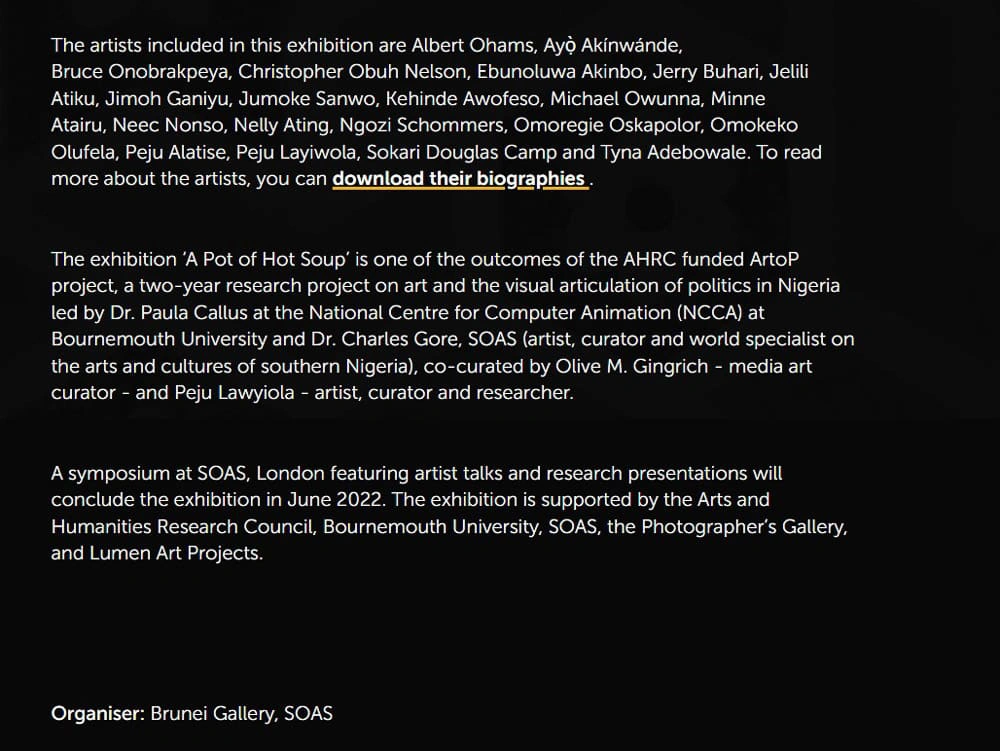 The artists included in this exhibition are Albert Ohams, Ayọ̀ Akínwánde,
Bruce Onobrakpeya, Christopher Obuh Nelson, Ebunoluwa Akinbo, Jerry Buhari, Jelili
Atiku, Jimoh Ganiyu, Jumoke Sanwo, Kehinde Awofeso, Michael Owunna, Minne
Atairu, Neec Nonso, Nelly Ating, Ngozi Schommers, Omoregie Oskapolor, Omokeko
Olufela, Peju Alatise, Peju Layiwola, Sokari Douglas Camp and Tyna Adebowale. To read
more about the artists, you can download their biographies .
The exhibition ‘A Pot of Hot Soup’ is one of the outcomes of the AHRC funded ArtoP
project, a two-year research project on art and the visual articulation of politics in Nigeria
led by Dr. Paula Callus at the National Centre for Computer Animation (NCCA) at
Bournemouth University and Dr. Charles Gore, SOAS (artist, curator and world specialist on
the arts and cultures of southern Nigeria), co-curated by Olive M. Gingrich - media art
curator - and Peju Lawyiola - artist, curator and researcher.
A symposium at SOAS, London featuring artist talks and research presentations will
conclude the exhibition in June 2022. The exhibition is supported by the Arts and
Humanities Research Council, Bournemouth University, SOAS, the Photographer’s Gallery,
and Lumen Art Projects.
Organiser: Brunei Gallery, SOAS